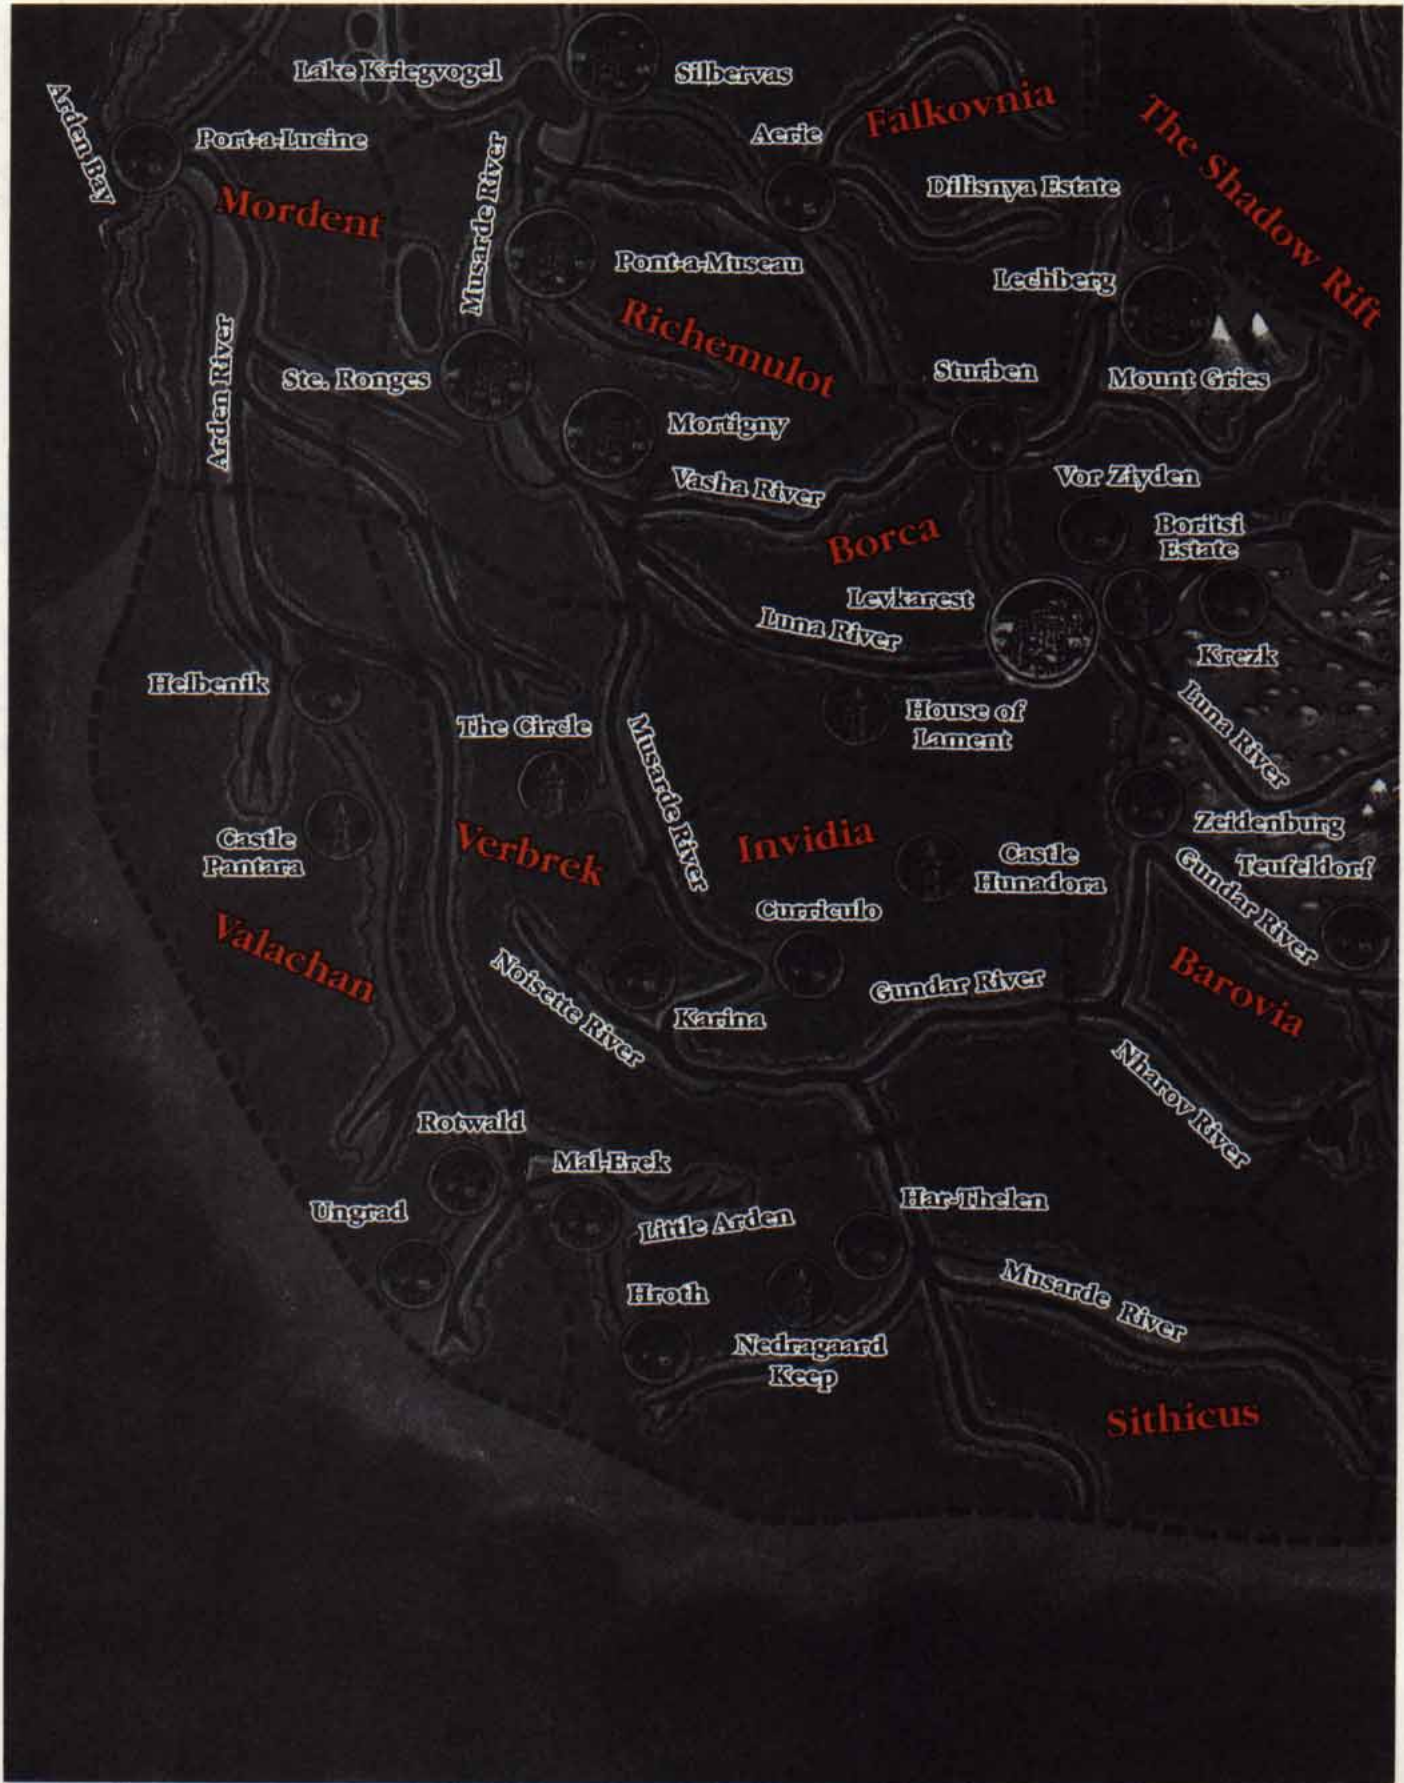 Lake Kriegvogel
Silbervas
Arden Bay
Port-a-Lucine
Aerie
Falkovnia
The Shadow Rift
Mordent
Musarde River
Dilisnya Estate
Pont-a-Museau
Lechberg
Richemulot
Arden River
Ste. Ronges
Sturben
Mount Gries
Mortigny
Vasha River
Vor Ziyden
Borca
Boritsi
Estate
Levkarest
Luna River
Krezk
Helbenik
The Circle
Musarde River
House of
Lament
Luna River
Castle
Pantara
Verbrek
Invidia
Zeidenburg
Castle
Hunadora
Gundar River
Teufeldorf
Curriculo
Valachan
Noisette River
Gundar River
Barovia
Karina
Nharov River
Rotwald
Mal-Erek
Ungrad
Little Arden
Har-Thelen
Hroth
Musarde River
Nedragaard
Keep
Sithicus